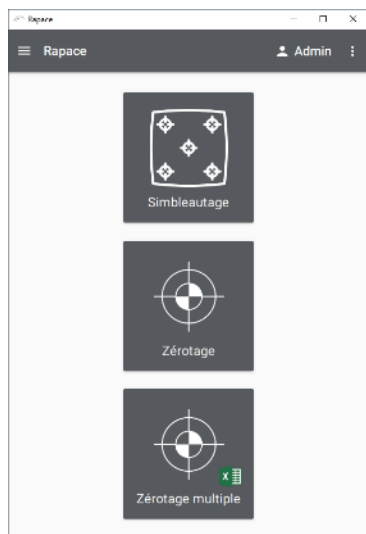 Rapace
Rapace
Admin
Simbleautage
Zérotage
X
Zérotage multiple